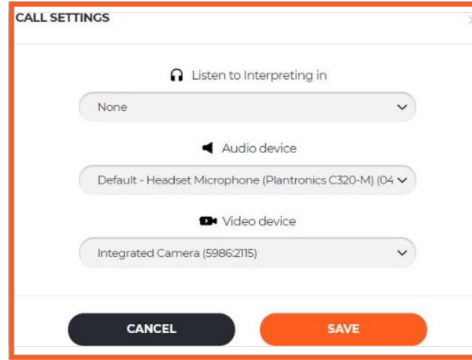 CALL SETTINGS
Listen to Interpreting in
None
Audio device
Default - Headset Microphone (Plantronics C320-M) (04
Video device
Integrated Camera (5986:2115)
CANCEL SAVE